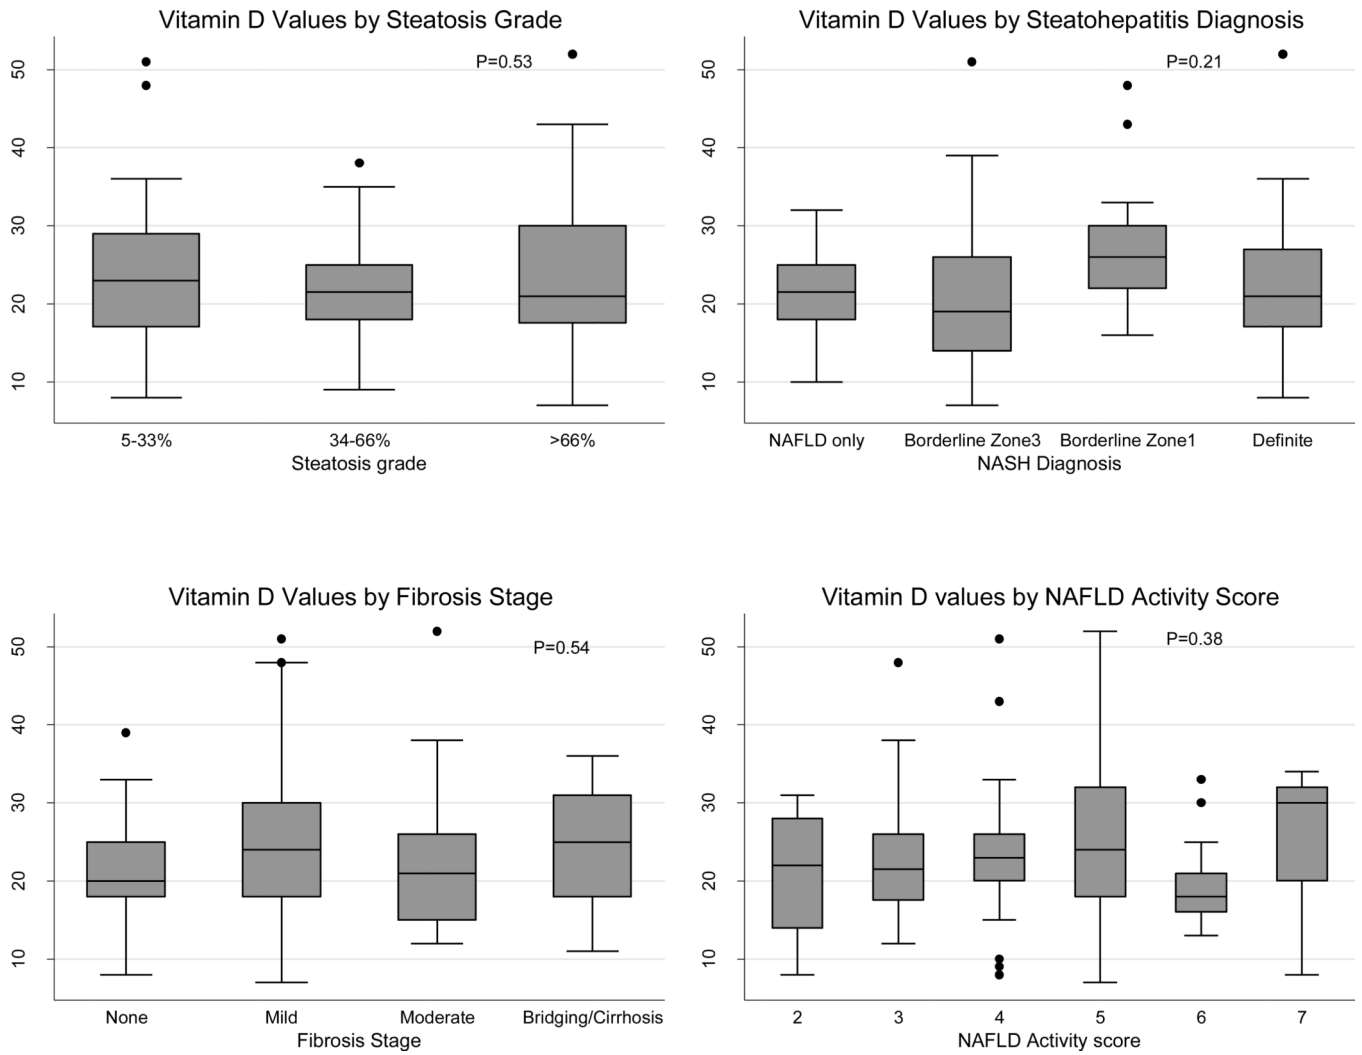 Vitamin D Values by Steatosis Grade
P=0.53
50
40
30
20
10
5-33%
34-66%
>66%
Steatosis grade
Vitamin D Values by Steatohepatitis Diagnosis
P=0.21
50
40
30
20
10
NAFLD only
Borderline Zone3
Borderline Zone1
Definite
NASH Diagnosis
Vitamin D Values by Fibrosis Stage
P=0.54
50
40
30
20
10
None
Mild
Moderate
Bridging/Cirrhosis
Fibrosis Stage
Vitamin D values by NAFLD Activity Score
P=0.38
50
40
30
20
10
2
3
4
5
6
7
NAFLD Activity score